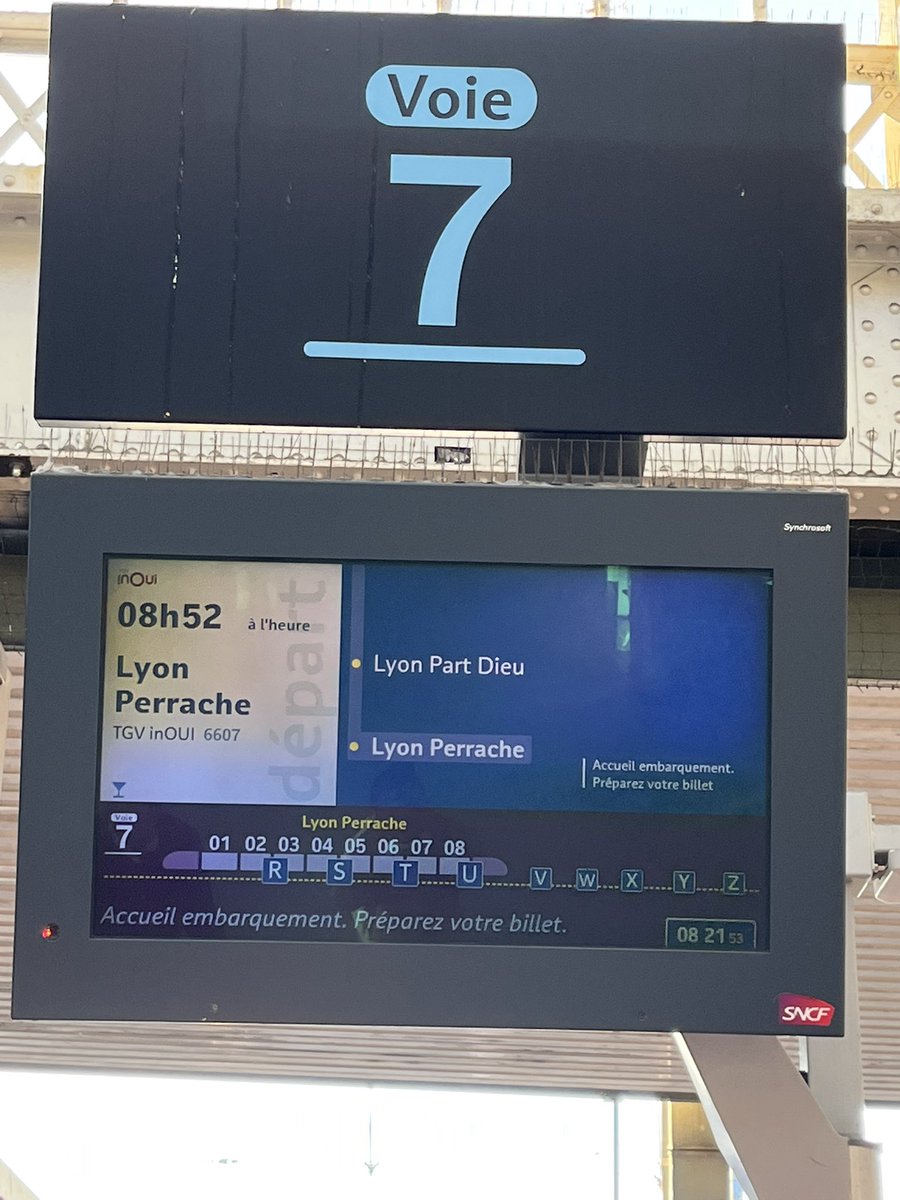 Voie
7
Synchrosoft
inOui
08h52 à l'heure
Lyon
Perrache
TGV inOUI 6607
départ
Lyon Part Dieu
Lyon Perrache
Accueil embarquement.
Préparez votre billet
Voie
7
Lyon Perrache
01 02 03 04 05 06 07 08
R S T U V W X Y Z
Accueil embarquement. Préparez votre billet.
08 21 53
SNCF